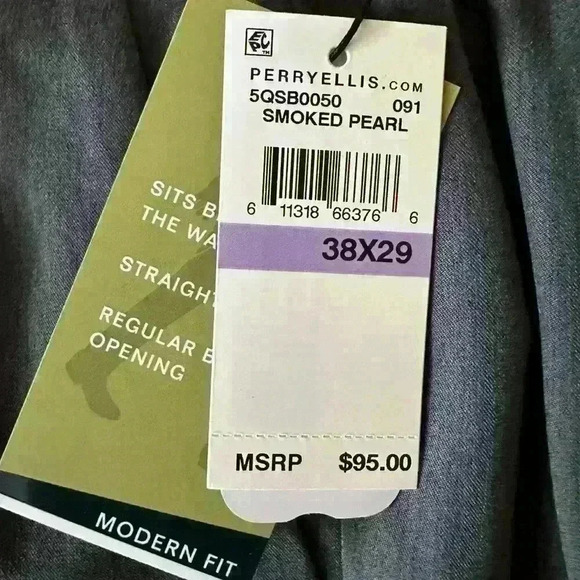 PERRYELLIS.COM
5QSB0050 091
SMOKED PEARL
6 11318 66376 6
38X29
MSRP $95.00
SITS
THE
STRAIGHT
REGULAR
OPENING
MODERN FIT